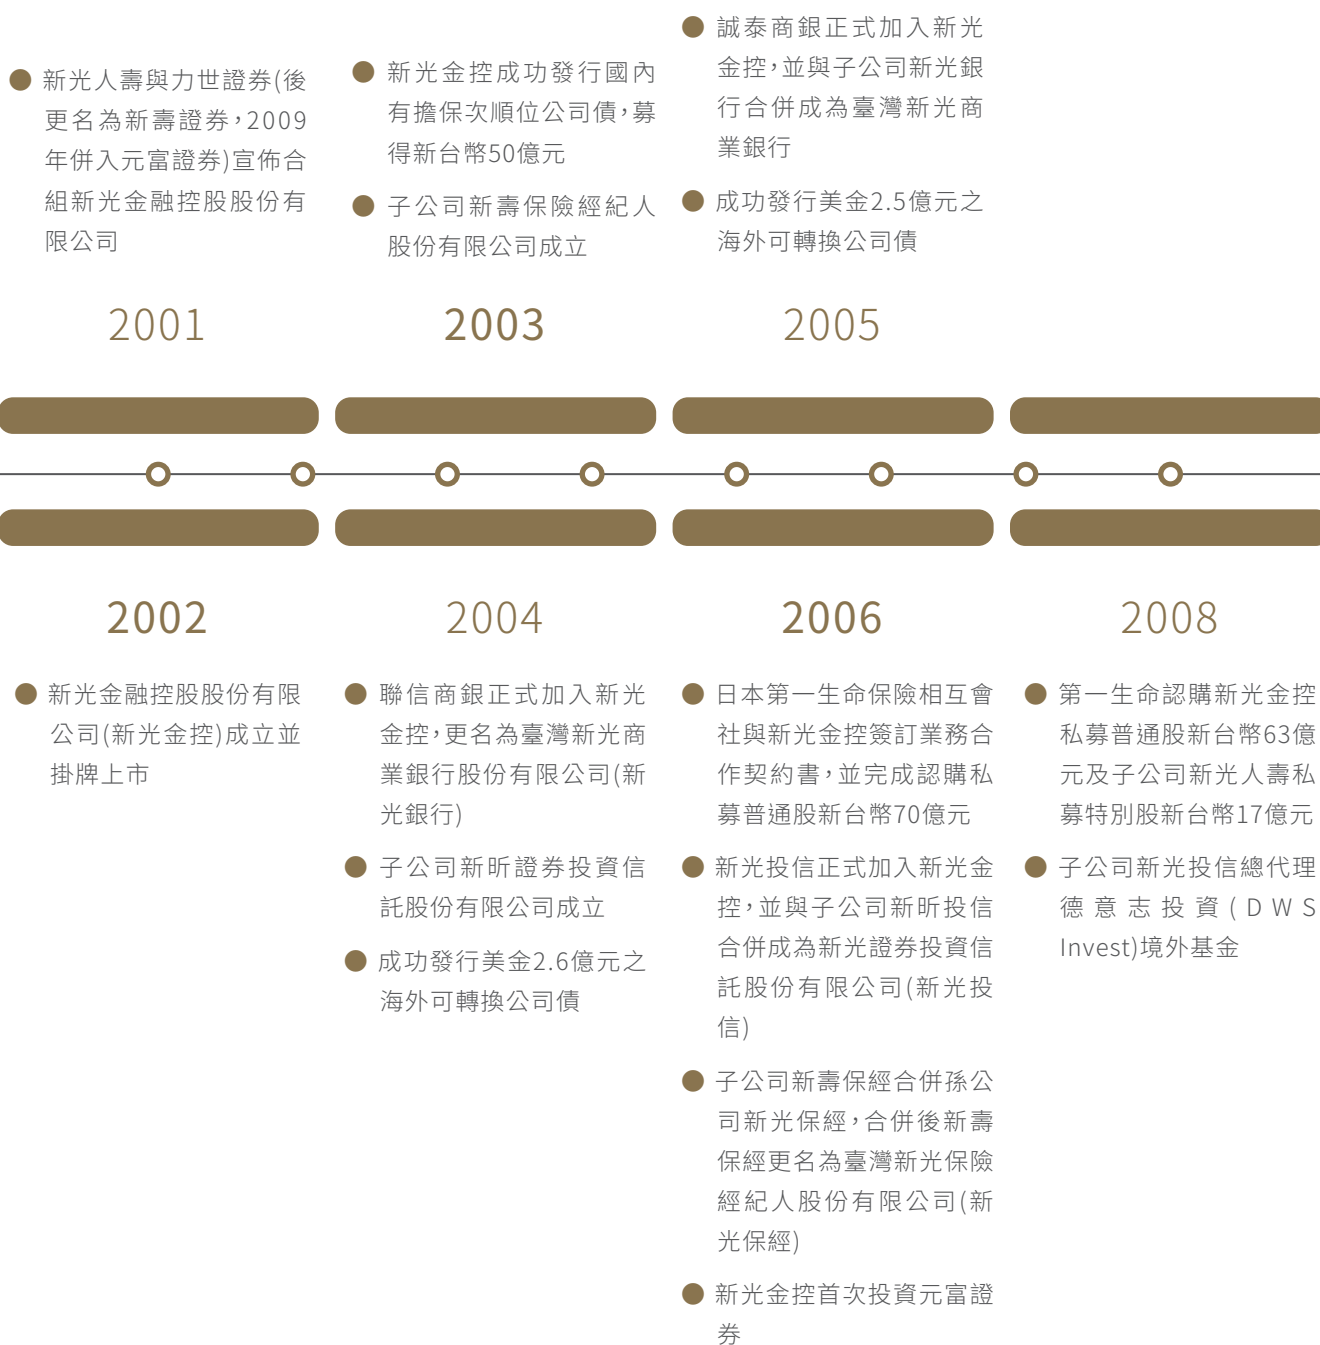 新光人壽與力世證券(後
更名為新壽證券，2009
年併入元富證券)宣佈合
組新光金融控股股份有
限公司
2001
新光金控成功發行國內
有擔保次順位公司債，募
得新台幣50億元
子公司新壽保險經紀人
股份有限公司成立
2003
誠泰商銀正式加入新光
金控，並與子公司新光銀
行合併成為臺灣新光商
業銀行
成功發行美金2.5億元之
海外可轉換公司債
2005
2002
新光金融控股股份有限
公司(新光金控)成立並
掛牌上市
2004
聯信商銀正式加入新光
金控，更名為臺灣新光商
業銀行股份有限公司(新
光銀行)
子公司新昕證券投資信
託股份有限公司成立
成功發行美金2.6億元之
海外可轉換公司債
2006
日本第一生命保險相互會
社與新光金控簽訂業務合
作契約書，並完成認購私
募普通股新台幣70億元
新光投信正式加入新光金
控，並與子公司新昕投信
合併成為新光證券投資信
託股份有限公司(新光投
信)
子公司新壽保經合併孫公
司新光保經，合併後新壽
保經更名為臺灣新光保險
經紀人股份有限公司(新
光保經)
新光金控首次投資元富證
券
2008
第一生命認購新光金控
私募普通股新台幣63億
元及子公司新光人壽私
募特別股新台幣17億元
子公司新光投信總代理
德意志投資(DWS
Invest)境外基金